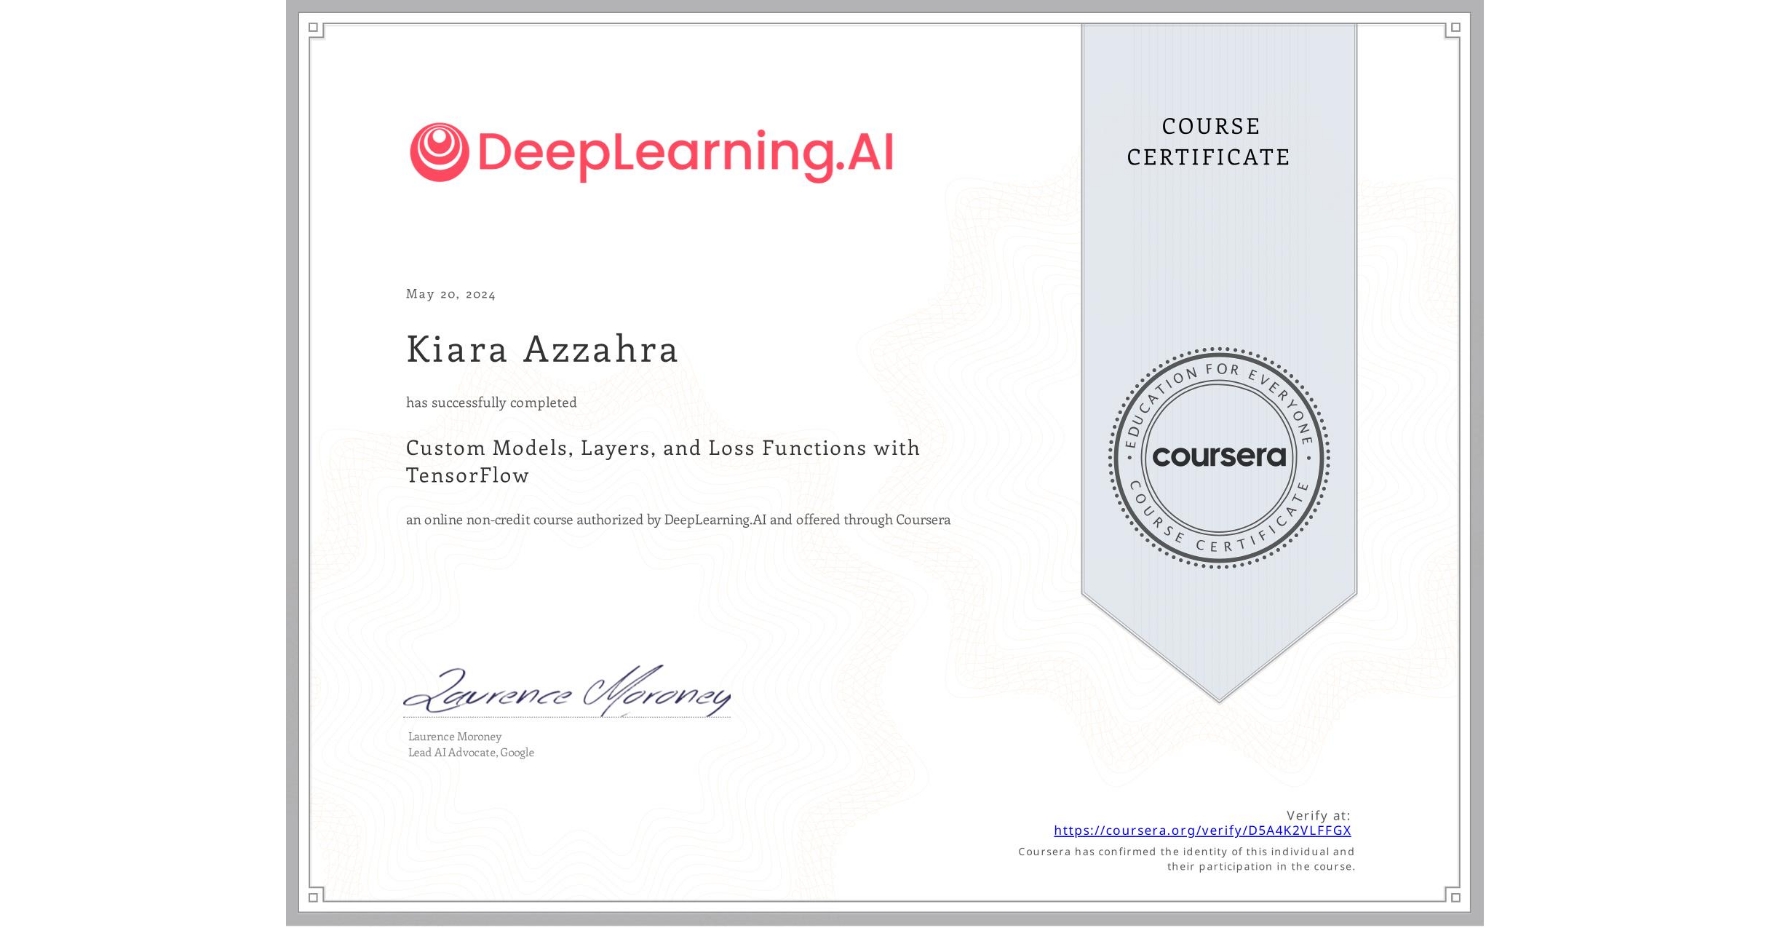 DeepLearning.AI
COURSE
CERTIFICATE
May 20, 2024
Kiara Azzahra
has successfully completed
Custom Models, Layers, and Loss Functions with
TensorFlow
an online non-credit course authorized by DeepLearning.AI and offered through Coursera
EDUCATION FOR EVERYONE
coursera
COURSE CERTIFICATE
Laurence Moroney
Laurence Moroney
Lead AI Advocate, Google
Verify at:
https://coursera.org/verify/D5A4K2VLFFGX
Coursera has confirmed the identity of this individual and
their participation in the course.